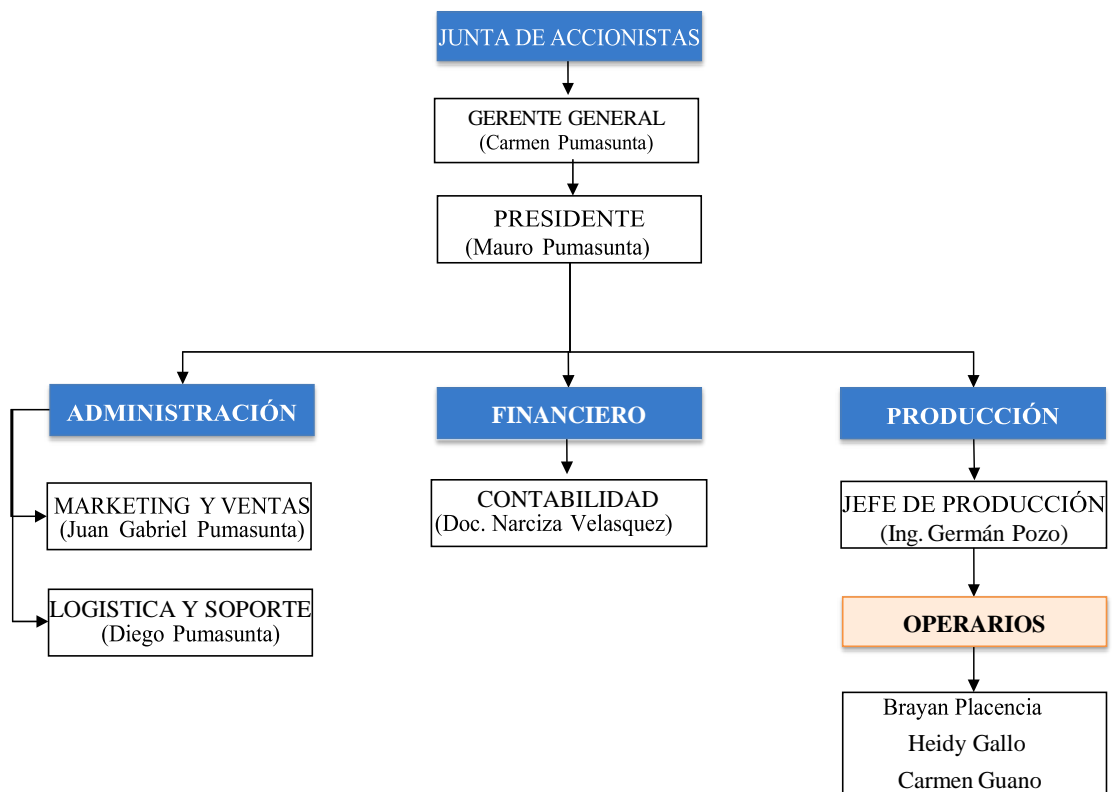 JUNTA DE ACCIONISTAS
GERENTE GENERAL
(Carmen Pumasunta)
PRESIDENTE
(Mauro Pumasunta)
ADMINISTRACIÓN
FINANCIERO
PRODUCCIÓN
MARKETING Y VENTAS
(Juan Gabriel Pumasunta)
CONTABILIDAD
(Doc. Narciza Velasquez)
JEFE DE PRODUCCIÓN
(Ing. Germán Pozo)
LOGISTICA Y SOPORTE
(Diego Pumasunta)
OPERARIOS
Brayan Placencia
Heidy Gallo
Carmen Guano